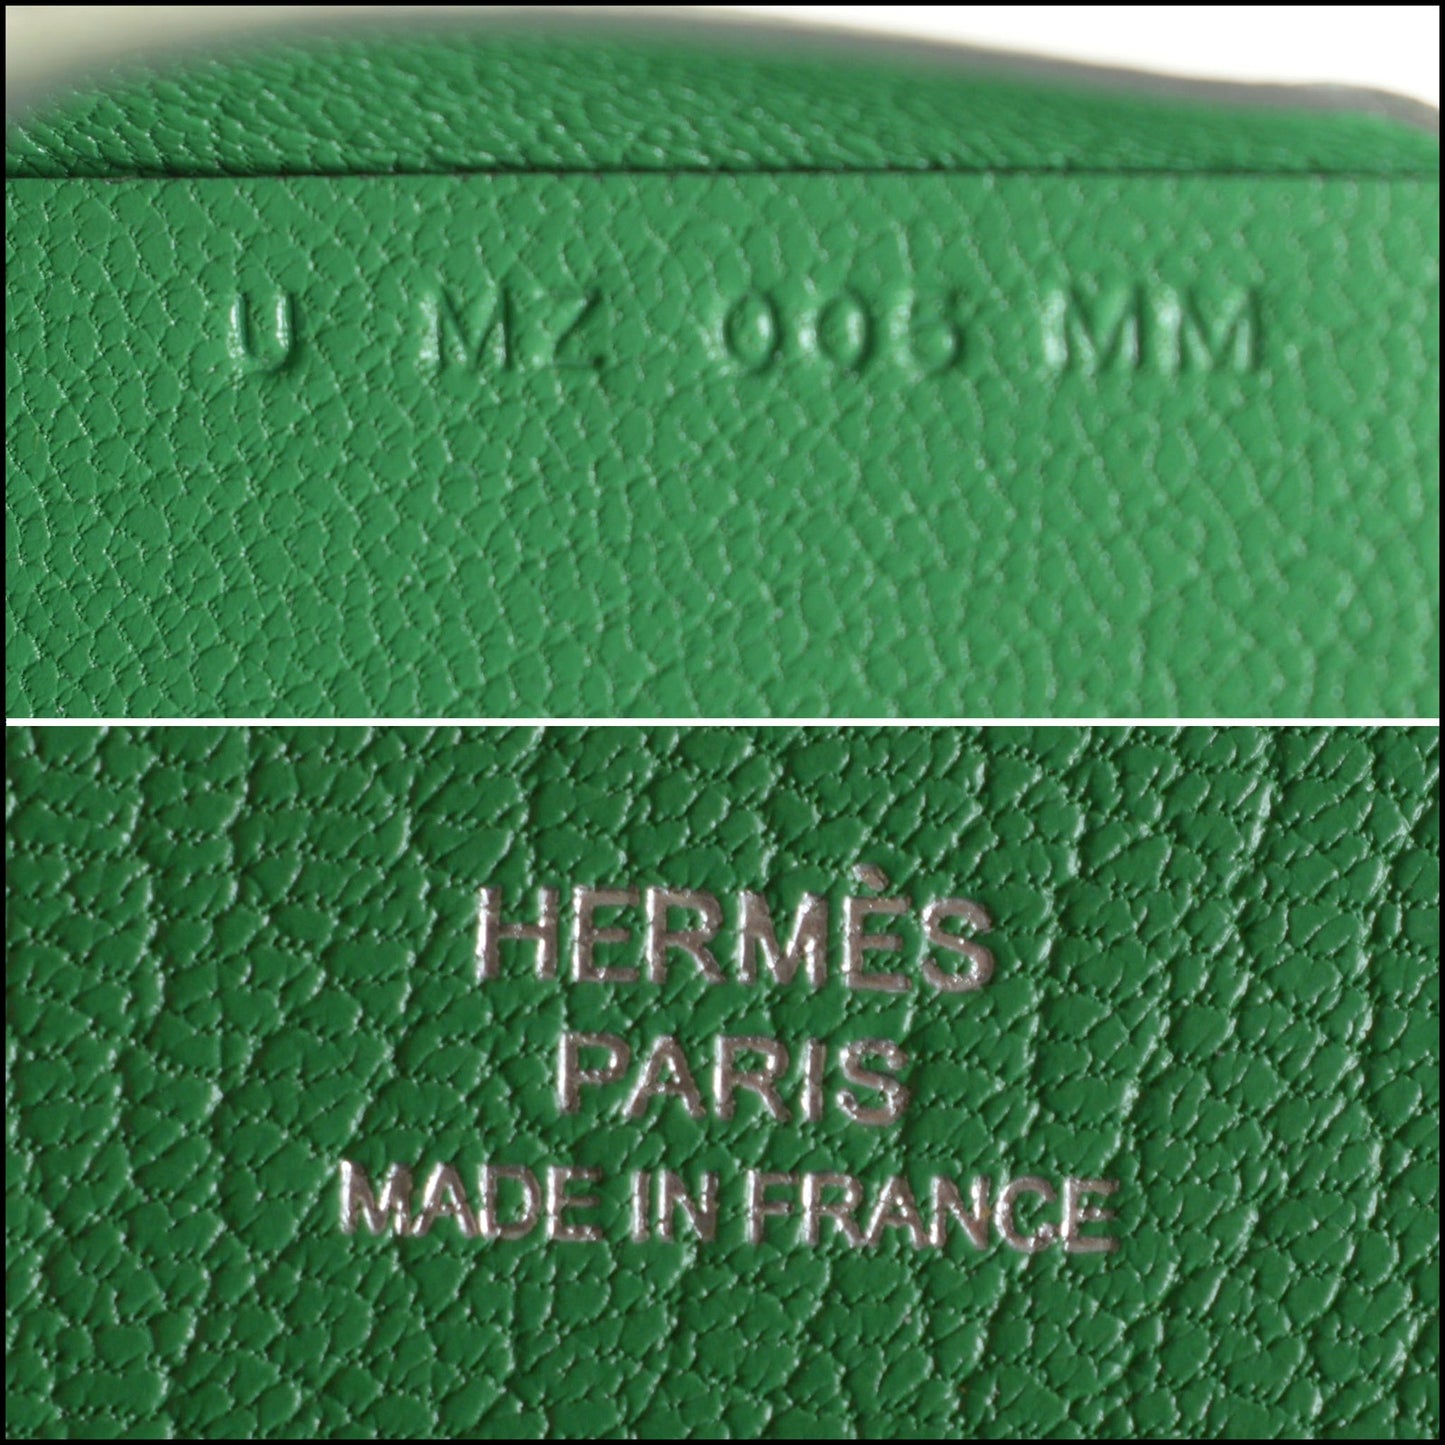 U MZ 006 MM
HERMÈS
PARIS
MADE IN FRANCE